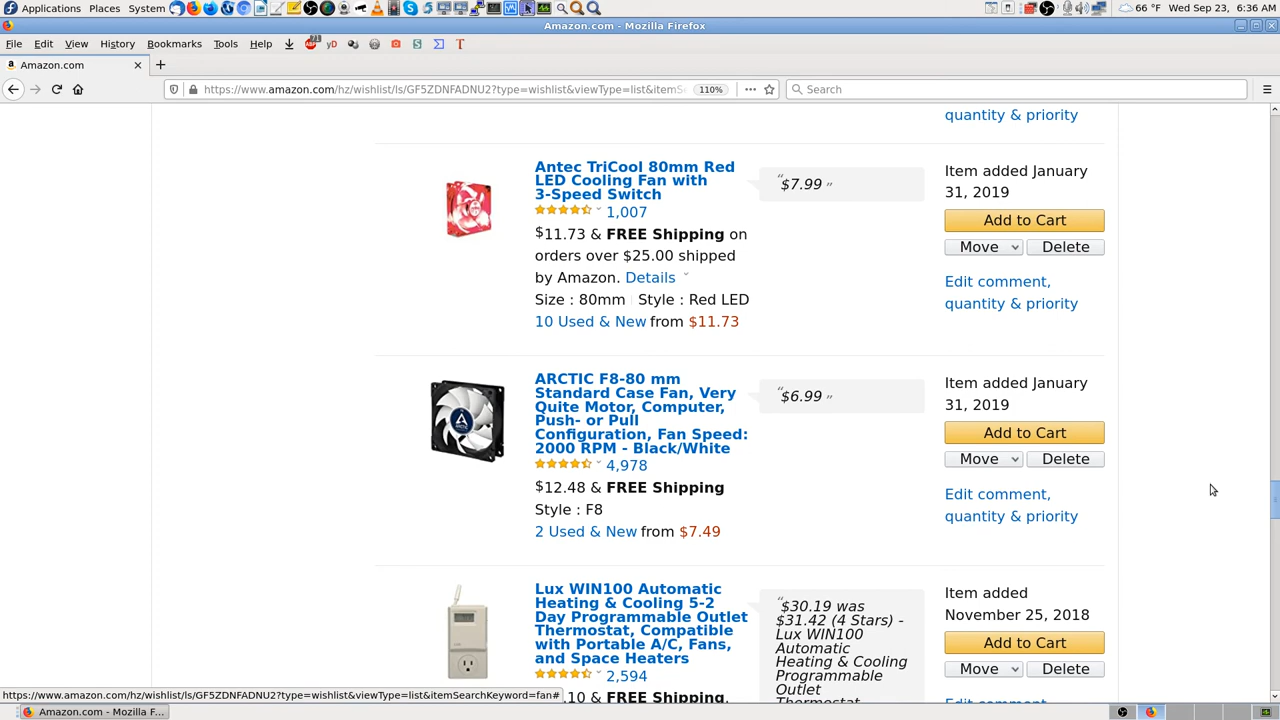 Applications Places System 66 °F Wed Sep 23, 6:36 AM
Amazon.com - Mozilla Firefox
File Edit View History Bookmarks Tools Help
Amazon.com
https://www.amazon.com/hz/wishlist/ls/GF5ZDNFADNU2?type=wishlist&viewType=list&itemS 110% Search
quantity & priority
Antec TriCool 80mm Red
LED Cooling Fan with
3-Speed Switch
1,007
$11.73 & FREE Shipping on
orders over $25.00 shipped
by Amazon. Details
Size : 80mm Style : Red LED
10 Used & New from $11.73
"$7.99"
Item added January
31, 2019
Add to Cart
Move Delete
Edit comment,
quantity & priority
ARCTIC F8-80 mm
Standard Case Fan, Very
Quite Motor, Computer,
Push- or Pull
Configuration, Fan Speed:
2000 RPM - Black/White
4,978
$12.48 & FREE Shipping
Style : F8
2 Used & New from $7.49
"$6.99"
Item added January
31, 2019
Add to Cart
Move Delete
Edit comment,
quantity & priority
Lux WIN100 Automatic
Heating & Cooling 5-2
Day Programmable Outlet
Thermostat, Compatible
with Portable A/C, Fans,
and Space Heaters
2,594
.10 & FREE Shipping.
"$30.19 was
$31.42 (4 Stars) -
Lux WIN100
Automatic
Heating & Cooling
Programmable
Outlet
Thermostat
Item added
November 25, 2018
Add to Cart
Move Delete
Edit comment,
https://www.amazon.com/hz/wishlist/ls/GF5ZDNFADNU2?type=wishlist&viewType=list&itemSearchKeyword=fan#
Amazon.com - Mozilla F...